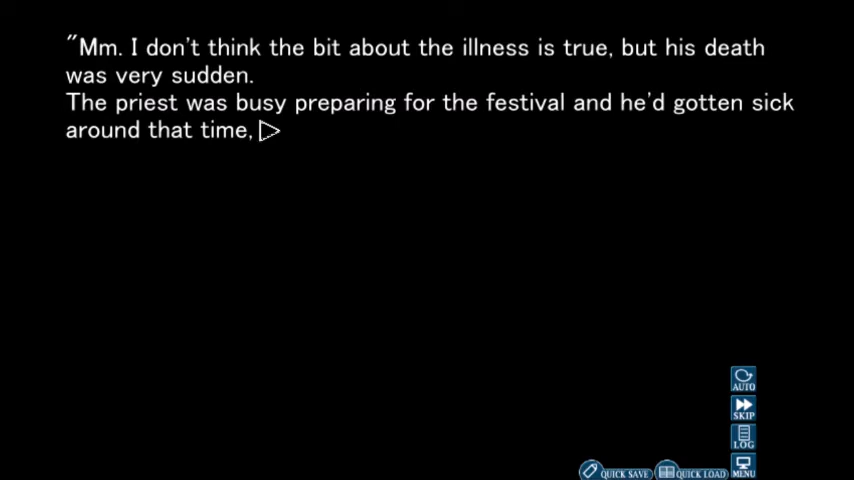 "Mm. I don't think the bit about the illness is true, but his death
was very sudden.
The priest was busy preparing for the festival and he'd gotten sick
around that time,
AUTO
SKIP
LOG
MENU
QUICK SAVE
QUICK LOAD